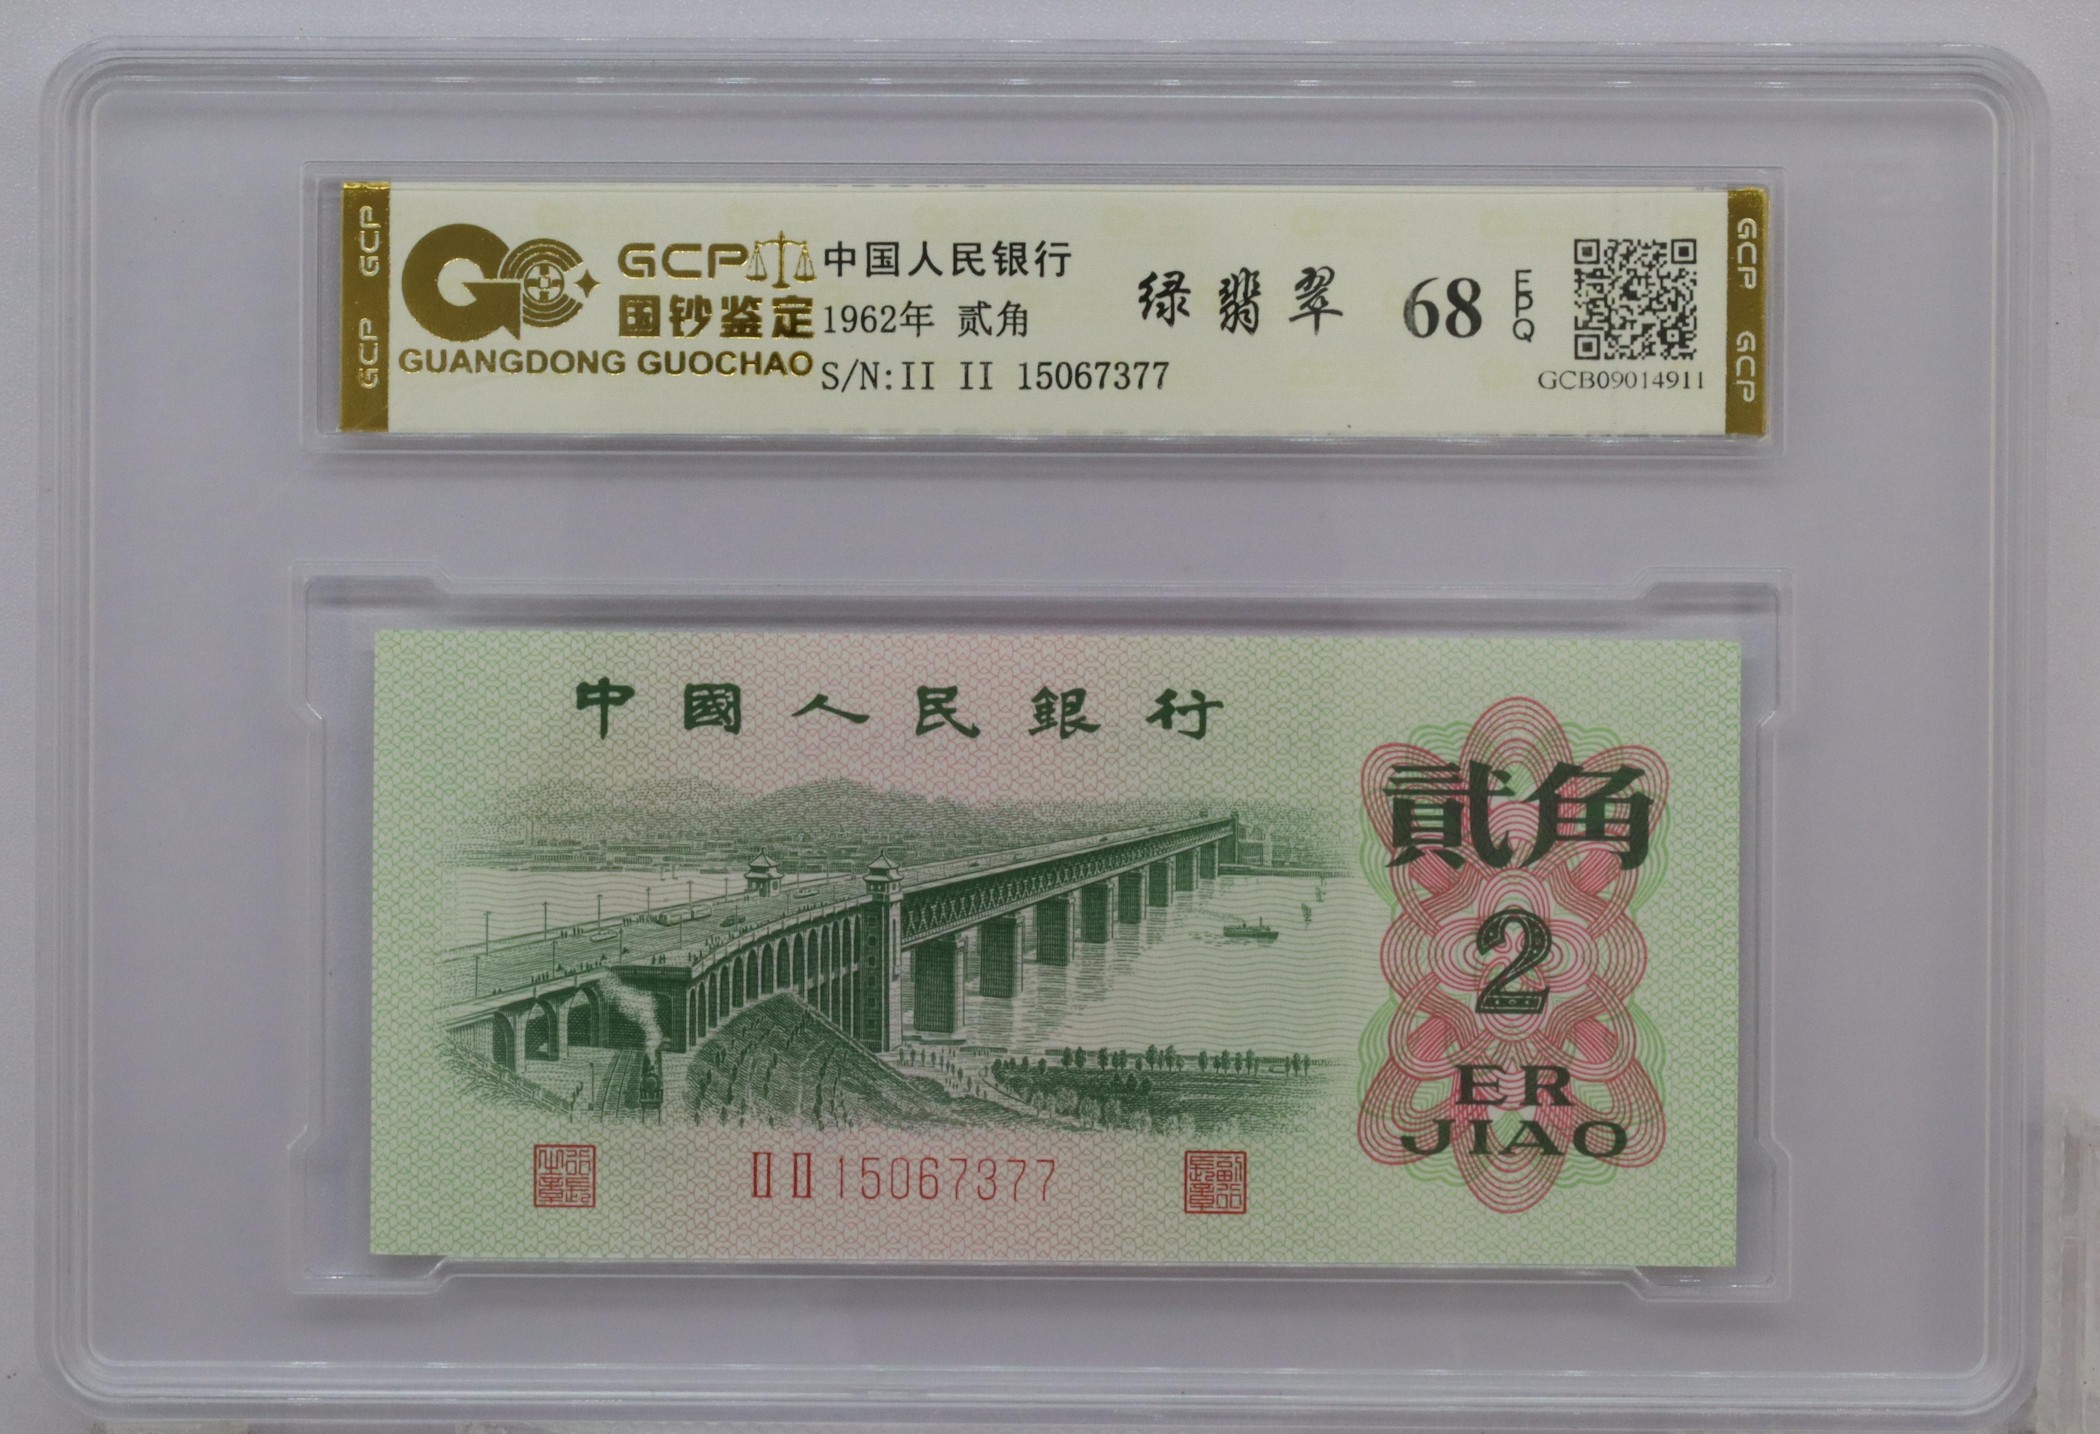 GCP
GCP
GCP
国钞鉴定
GUANGDONG GUOCHAO
中国人民银行
1962年 贰角
S/N:II II 15067377
绿翡翠
68
EPQ
GCB09014911
GCP
GCP
中國人民銀行
貳角
2
ER
JIAO
II II 15067377